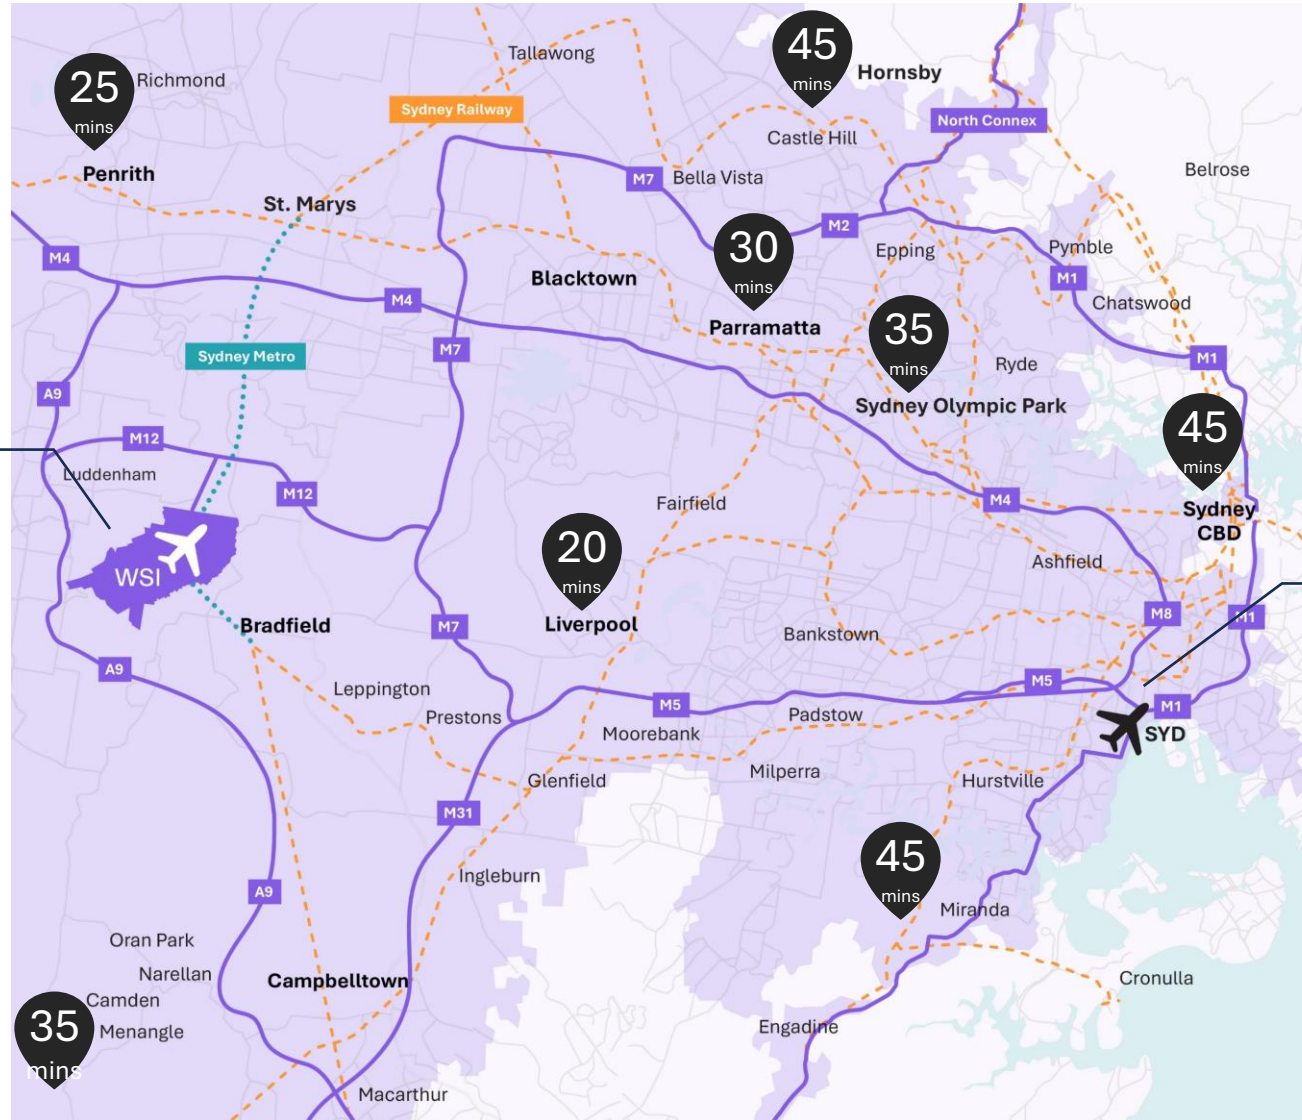 Tallawong
45
mins
Hornsby
25
mins
Richmond
Sydney Railway
North Connex
Castle Hill
Penrith
Belrose
M7
Bella Vista
St. Marys
M2
30
mins
Epping
Pymble
M4
M1
Blacktown
M4
Chatswood
Parramatta
35
mins
M7
Sydney Metro
M1
Ryde
A9
Sydney Olympic Park
45
mins
M12
Luddenham
M12
Fairfield
M4
Sydney
CBD
20
mins
Ashfield
WSI
Bradfield
Liverpool
M7
Bankstown
M8
M1
A9
Leppington
M5
M5
Prestons
Padstow
M1
Moorebank
SYD
Glenfield
Milperra
Hurstville
M31
45
mins
Ingleburn
A9
Miranda
Oran Park
Narellan
Campbelltown
Cronulla
Camden
35
mins
Menangle
Engadine
Macarthur